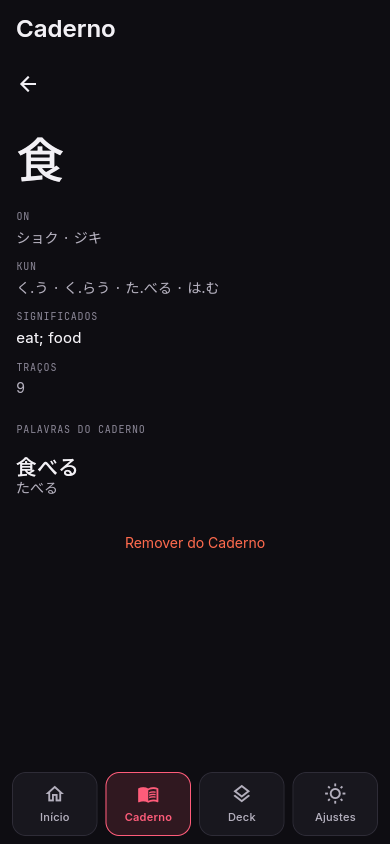 Caderno
食
ON
ショク · ジキ
KUN
く.う · く.らう · た.べる · は.む
SIGNIFICADOS
eat; food
TRAÇOS
9
PALAVRAS DO CADERNO
食べる
たべる
Remover do Caderno
Início
Caderno
Deck
Ajustes